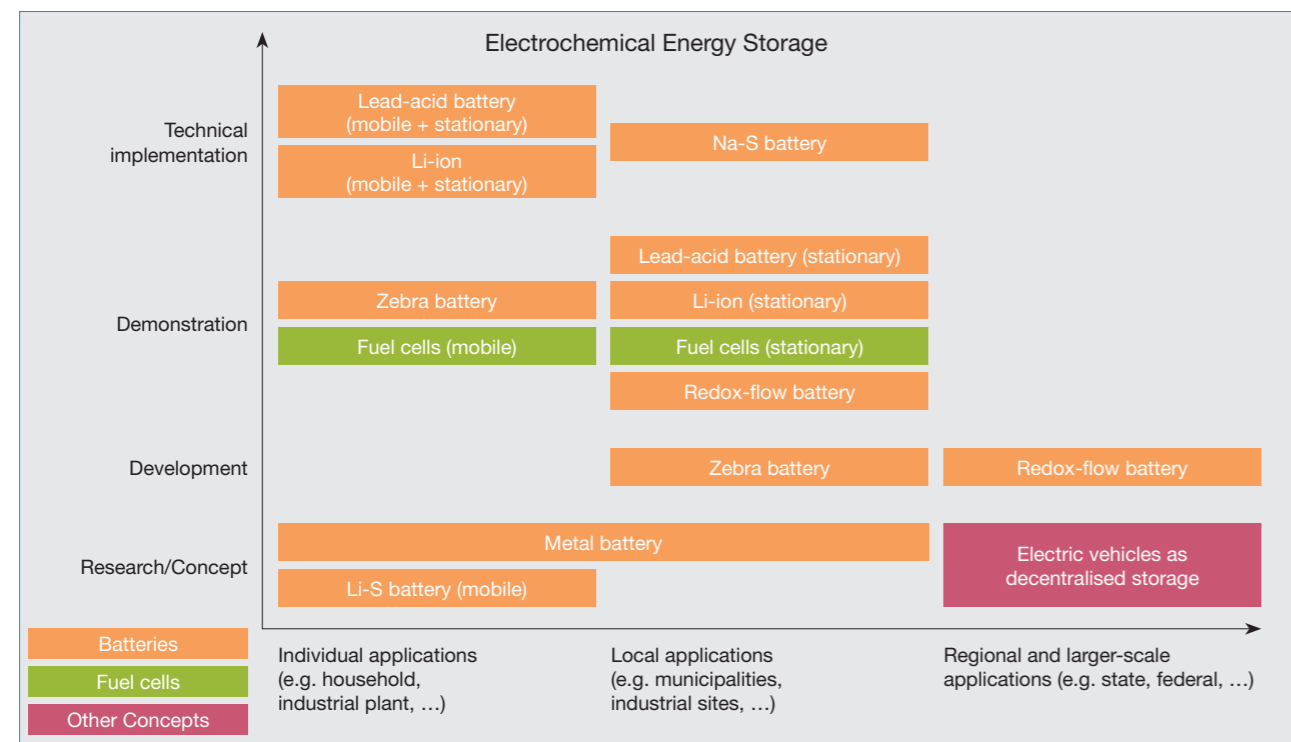 Electrochemical Energy Storage
Technical
implementation
Lead-acid battery
(mobile + stationary)
Li-ion
(mobile + stationary)
Na-S battery
Demonstration
Lead-acid battery (stationary)
Zebra battery
Li-ion (stationary)
Fuel cells (mobile)
Fuel cells (stationary)
Redox-flow battery
Development
Zebra battery
Redox-flow battery
Research/Concept
Metal battery
Li-S battery (mobile)
Electric vehicles as
decentralised storage
Batteries
Fuel cells
Other Concepts
Individual applications
(e.g. household,
industrial plant, …)
Local applications
(e.g. municipalities,
industrial sites, …)
Regional and larger-scale
applications (e.g. state, federal, …)